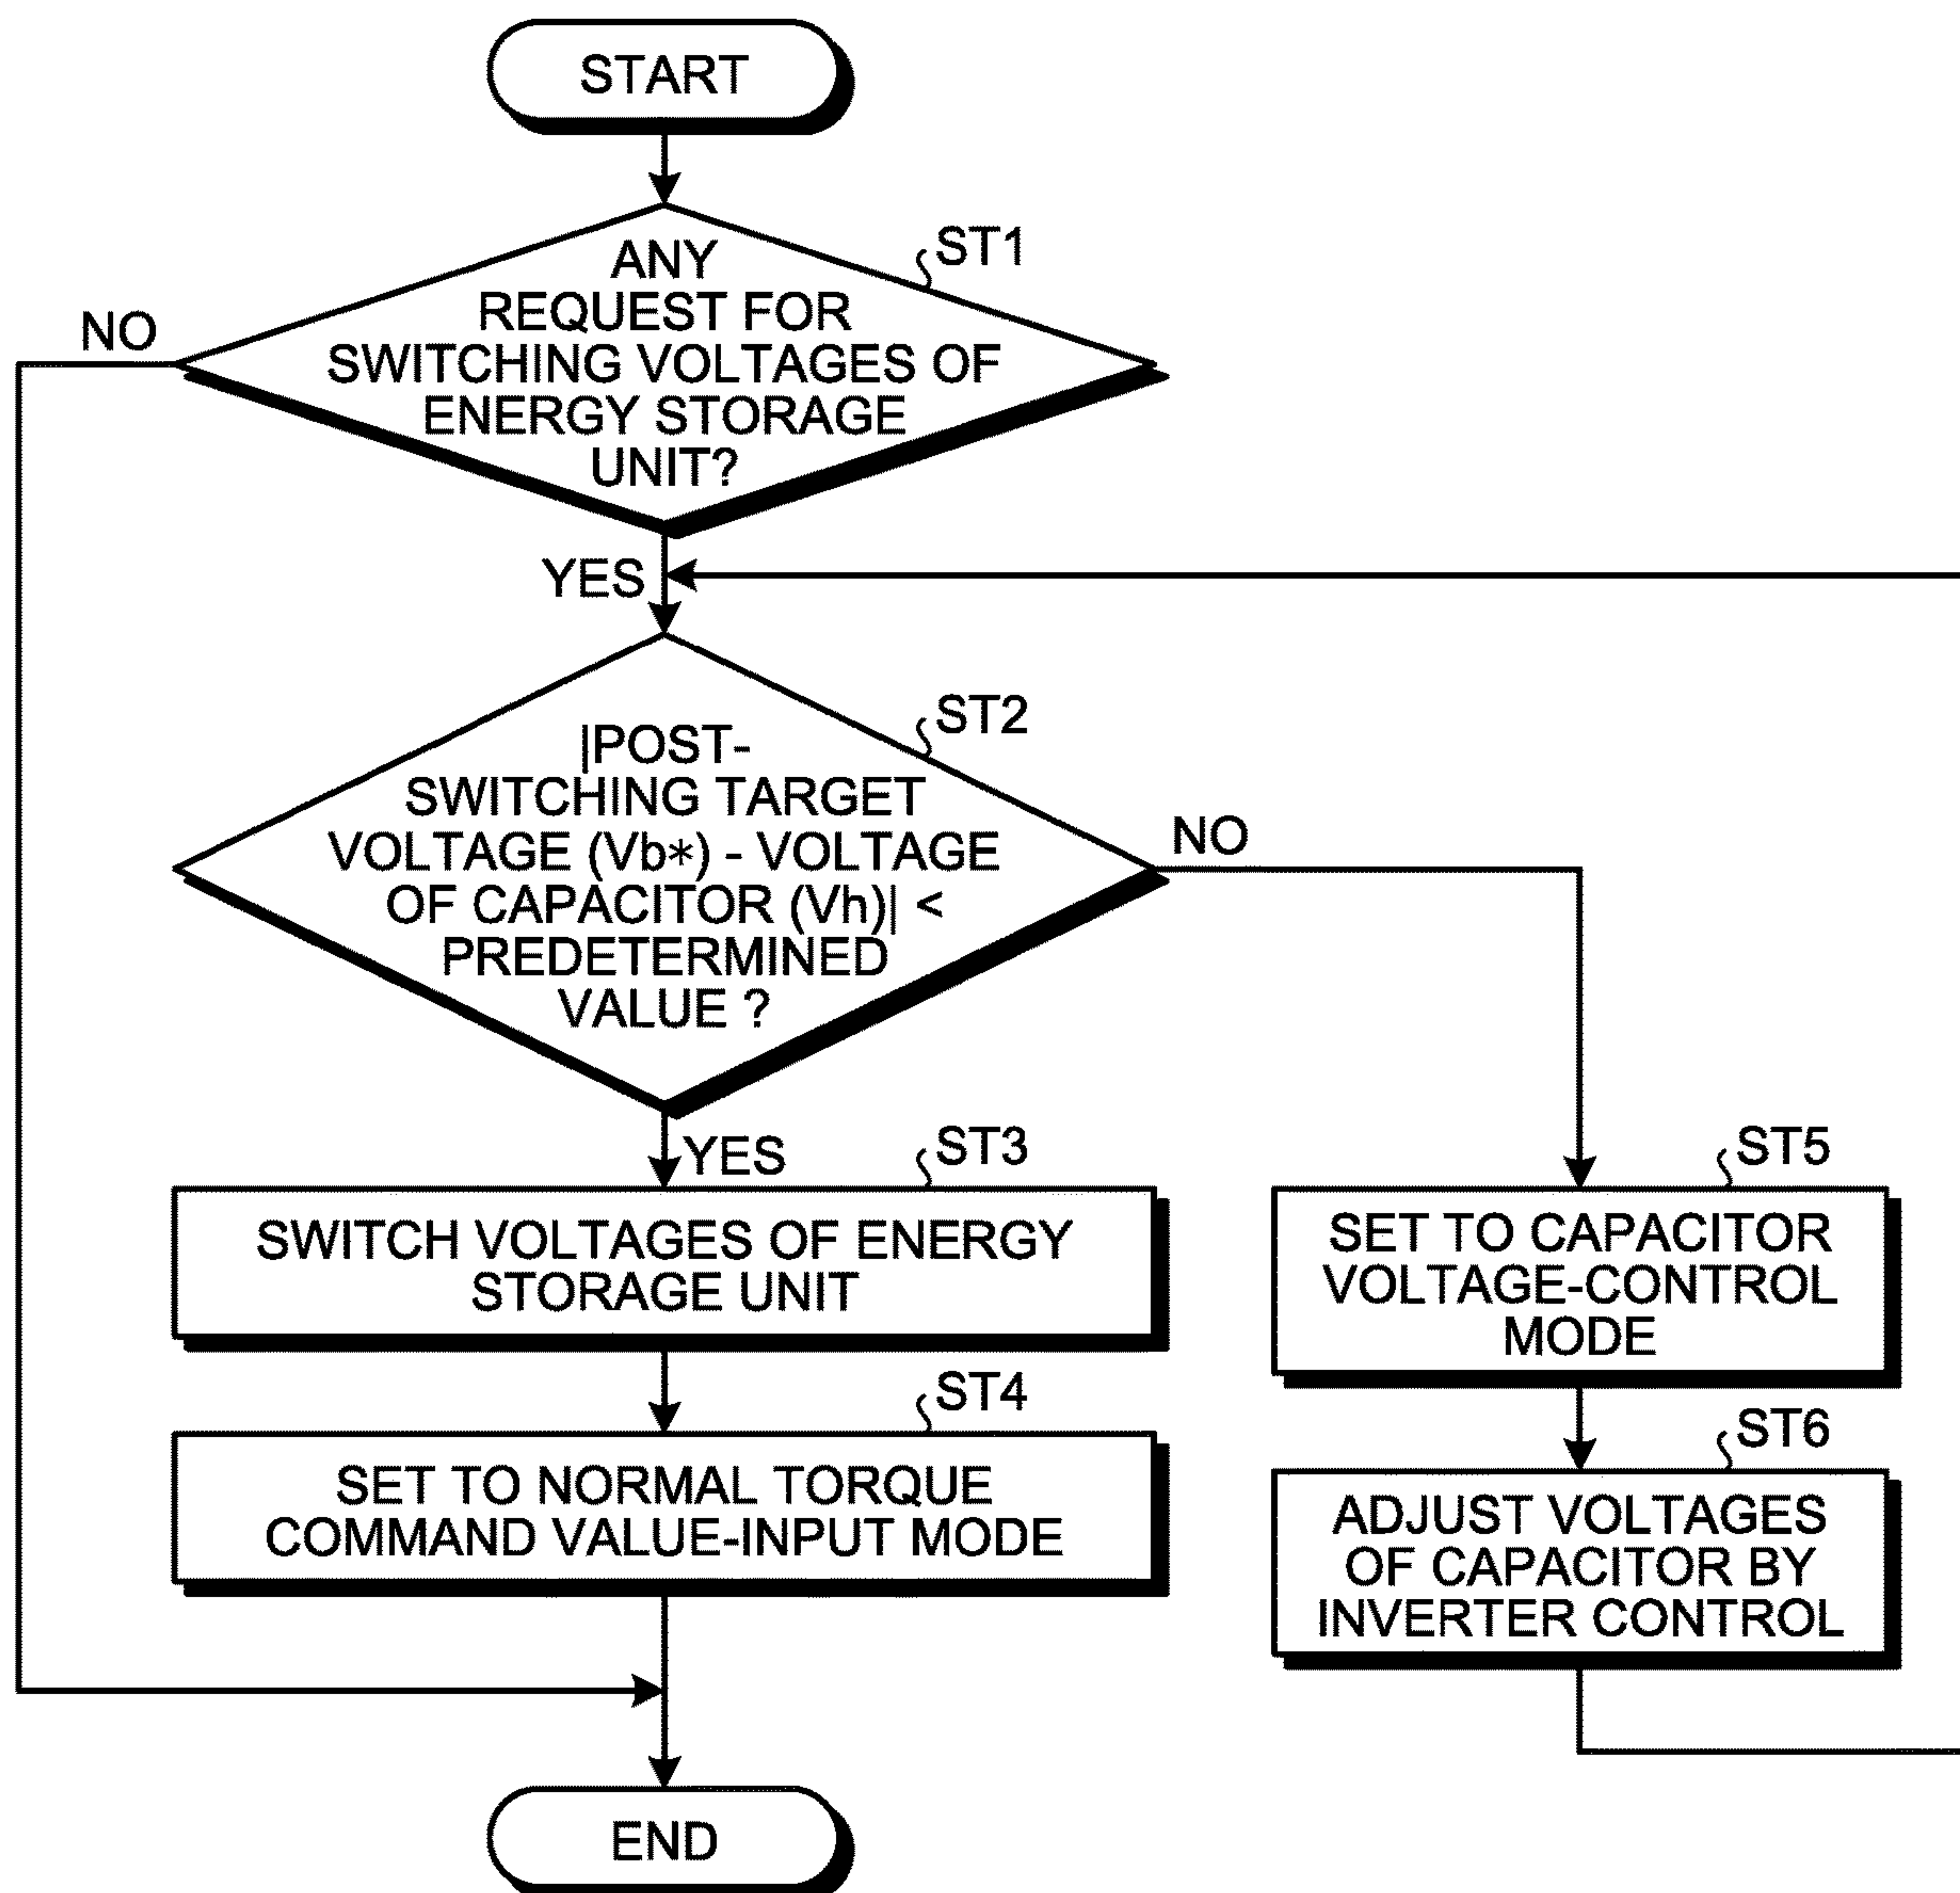 START
ST1
ANY
REQUEST FOR
SWITCHING VOLTAGES OF
ENERGY STORAGE
UNIT?
NO
YES
ST2
|POST-
SWITCHING TARGET
VOLTAGE (Vb*) - VOLTAGE
OF CAPACITOR (Vh)| <
PREDETERMINED
VALUE ?
NO
YES
ST3
SWITCH VOLTAGES OF ENERGY
STORAGE UNIT
ST4
SET TO NORMAL TORQUE
COMMAND VALUE-INPUT MODE
ST5
SET TO CAPACITOR
VOLTAGE-CONTROL
MODE
ST6
ADJUST VOLTAGES
OF CAPACITOR BY
INVERTER CONTROL
END